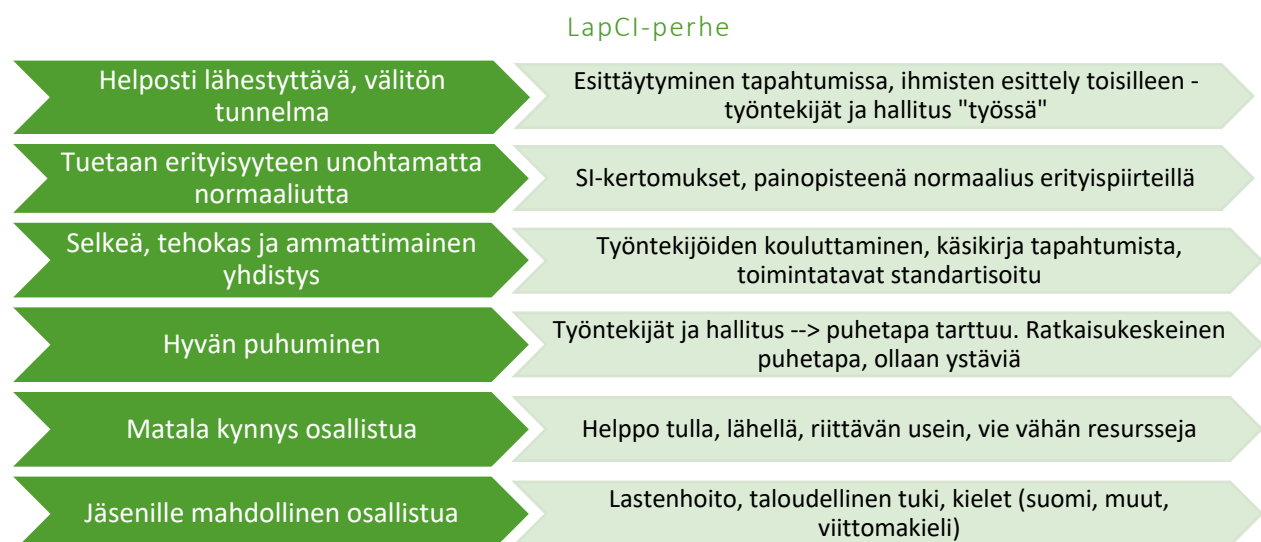 LapCI-perhe
Helposti lähestyttävä, välitön
tunnelma
Esittäytyminen tapahtumissa, ihmisten esittely toisilleen -
työntekijät ja hallitus "työssä"
Tuetaan erityisyyteen unohtamatta
normaaliutta
SI-kertomukset, painopisteenä normaalius erityispiirteillä
Selkeä, tehokas ja ammattimainen
yhdistys
Työntekijöiden kouluttaminen, käsikirja tapahtumista,
toimintatavat standartisoitu
Hyvän puhuminen
Työntekijät ja hallitus --> puhetapa tarttuu. Ratkaisukeskeinen
puhetapa, ollaan ystäviä
Matala kynnys osallistua
Helppo tulla, lähellä, riittävän usein, vie vähän resursseja
Jäsenille mahdollinen osallistua
Lastenhoito, taloudellinen tuki, kielet (suomi, muut,
viittomakieli)